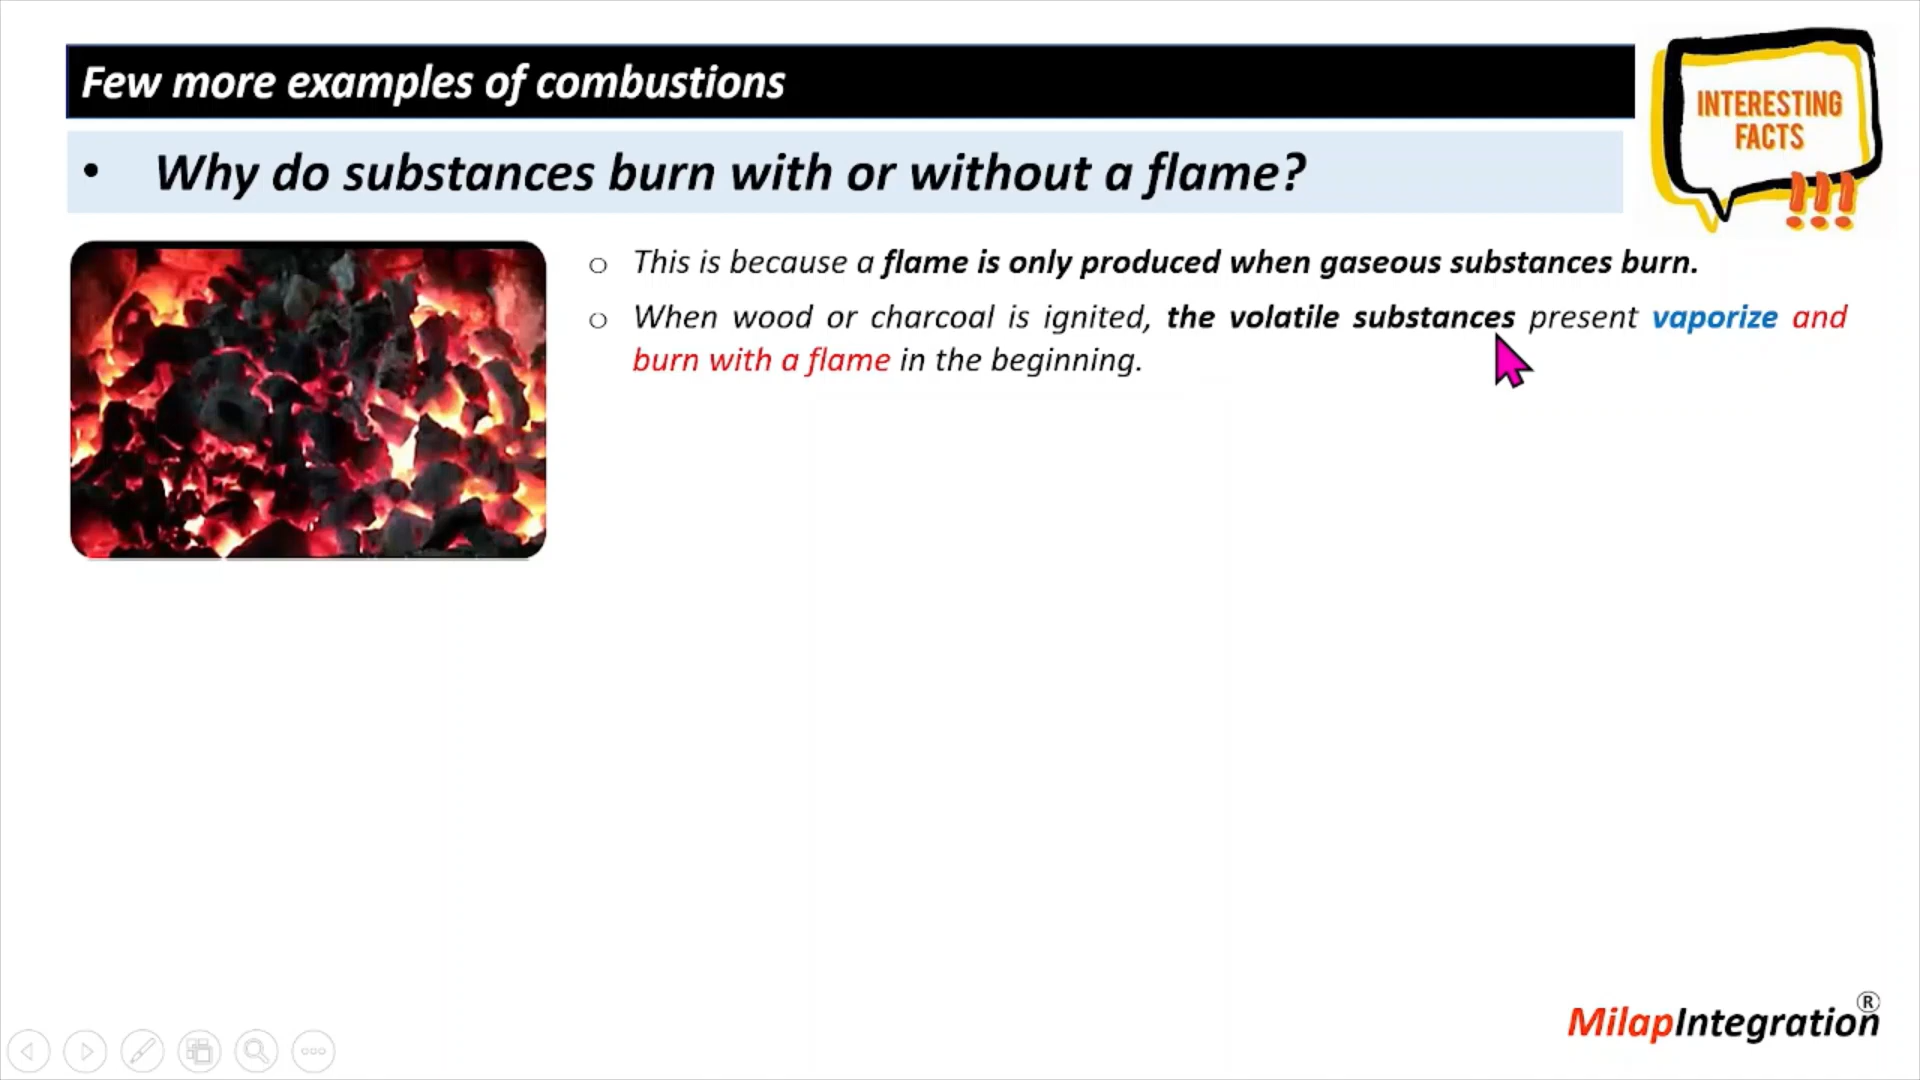 Few more examples of combustions
INTERESTING
FACTS
!!!
• Why do substances burn with or without a flame?
o This is because a flame is only produced when gaseous substances burn.
o When wood or charcoal is ignited, the volatile substances present vaporize and
burn with a flame in the beginning.
MilapIntegration®